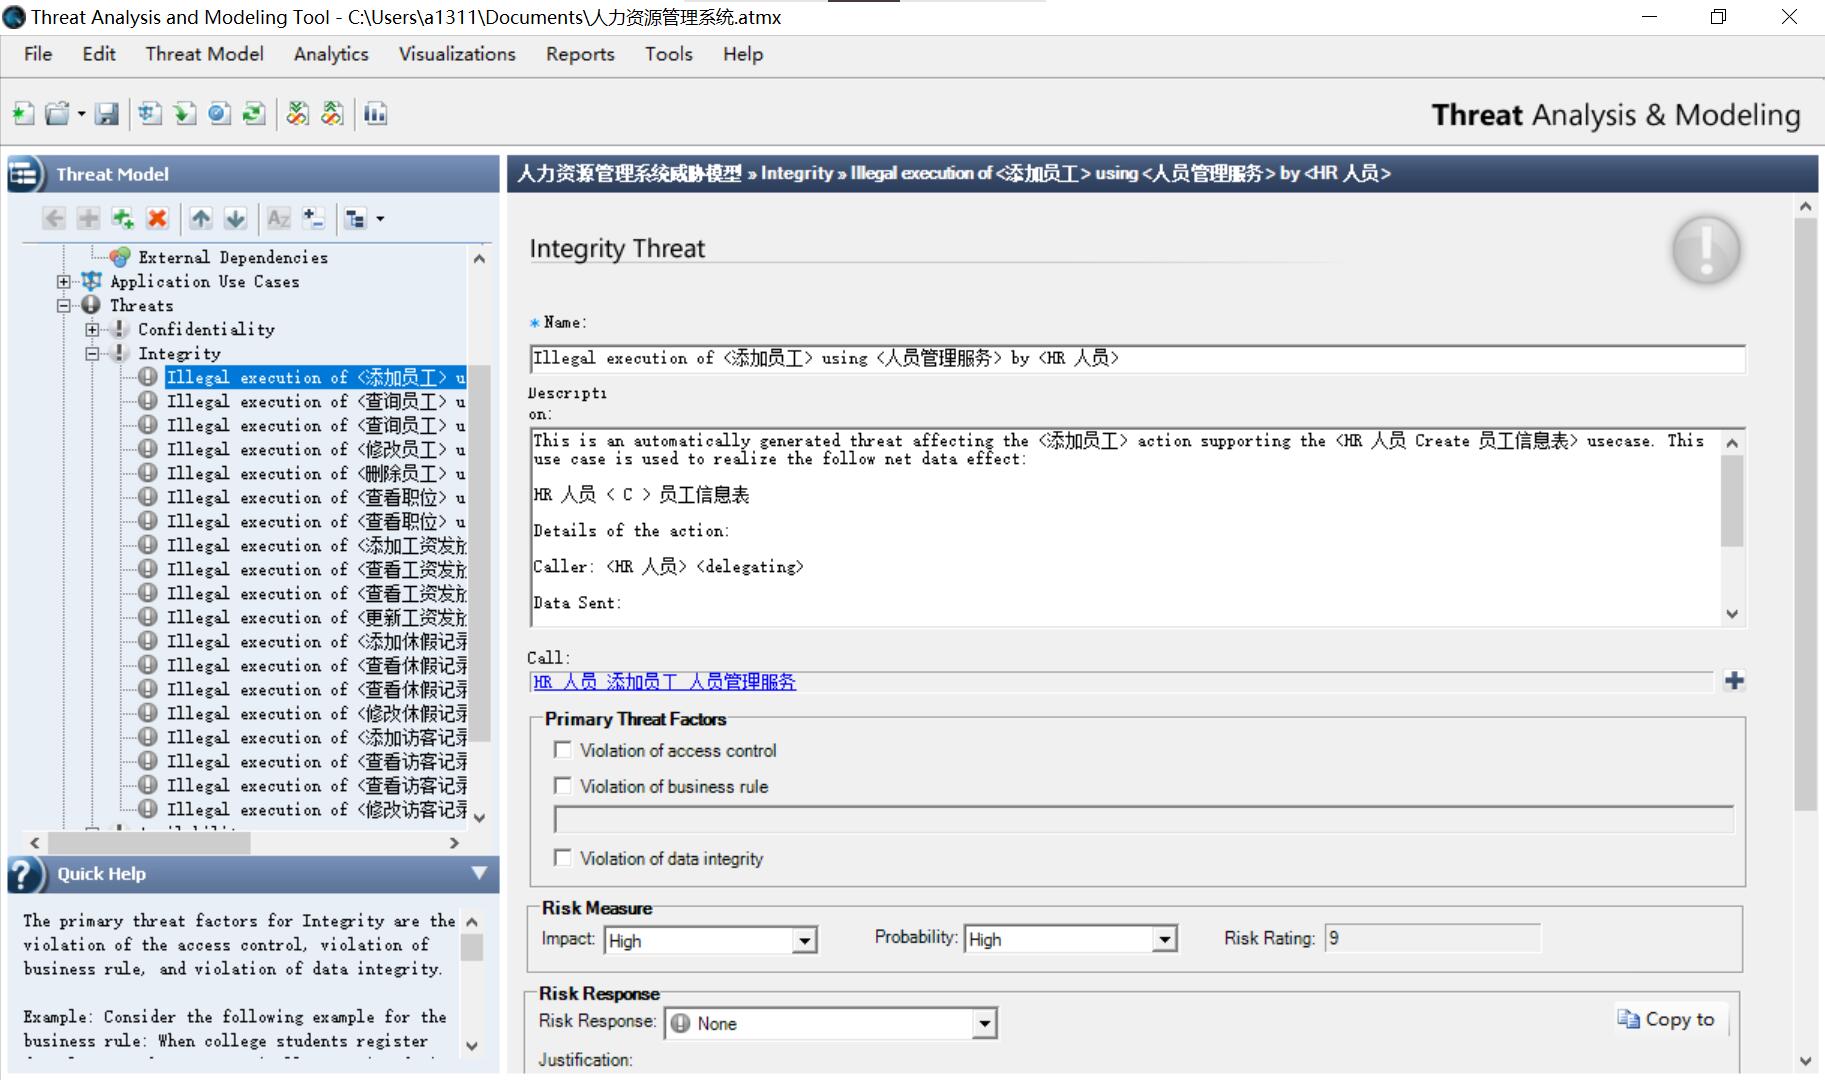 Threat Analysis and Modeling Tool - C:\Users\a1311\Documents\人力资源管理系统.atmx
File Edit Threat Model Analytics Visualizations Reports Tools Help
Threat Analysis & Modeling
Threat Model
人力资源管理系统威胁模型 » Integrity » Illegal execution of <添加员工> using <人员管理服务> by <HR 人员>
External Dependencies
Application Use Cases
Threats
Confidentiality
Integrity
Illegal execution of <添加员工> u
Illegal execution of <查询员工> u
Illegal execution of <查询员工> u
Illegal execution of <修改员工> u
Illegal execution of <删除员工> u
Illegal execution of <查看职位> u
Illegal execution of <查看职位> u
Illegal execution of <添加工资发放
Illegal execution of <查看工资发放
Illegal execution of <查看工资发放
Illegal execution of <更新工资发放
Illegal execution of <添加休假记录
Illegal execution of <查看休假记录
Illegal execution of <查看休假记录
Illegal execution of <修改休假记录
Illegal execution of <添加访客记录
Illegal execution of <查看访客记录
Illegal execution of <查看访客记录
Illegal execution of <修改访客记录
Quick Help
The primary threat factors for Integrity are the
violation of the access control, violation of
business rule, and violation of data integrity.
Example: Consider the following example for the
business rule: When college students register
Integrity Threat
* Name:
Illegal execution of <添加员工> using <人员管理服务> by <HR 人员>
Descripti
on:
This is an automatically generated threat affecting the <添加员工> action supporting the <HR 人员 Create 员工信息表> usecase. This
use case is used to realize the follow net data effect:
HR 人员 < C > 员工信息表
Details of the action:
Caller: <HR 人员> <delegating>
Data Sent:
Call:
HR 人员 添加员工 人员管理服务
Primary Threat Factors
Violation of access control
Violation of business rule
Violation of data integrity
Risk Measure
Impact: High Probability: High Risk Rating: 9
Risk Response
Risk Response: None Copy to
Justification: